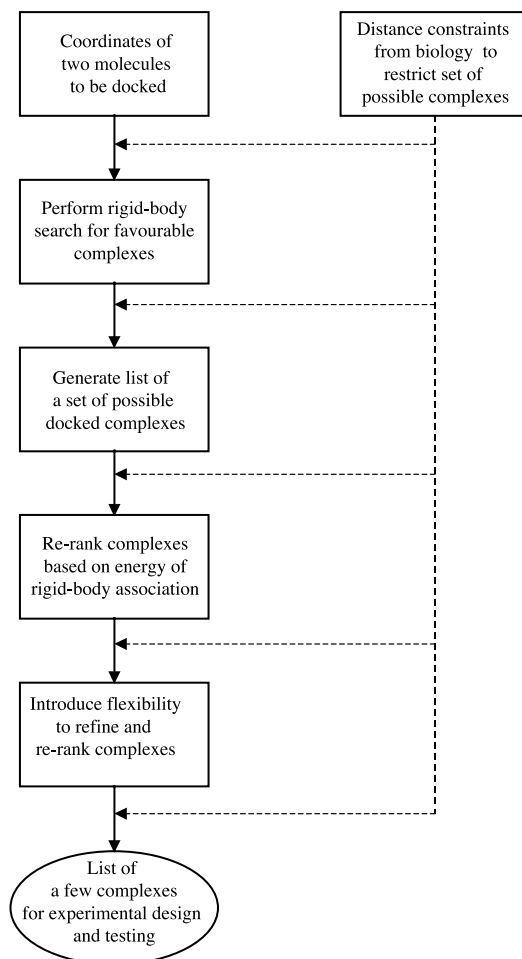 Coordinates of
two molecules
to be docked
Distance constraints
from biology to
restrict set of
possible complexes
Perform rigid-body
search for favourable
complexes
Generate list of
a set of possible
docked complexes
Re-rank complexes
based on energy of
rigid-body association
Introduce flexibility
to refine and
re-rank complexes
List of
a few complexes
for experimental design
and testing